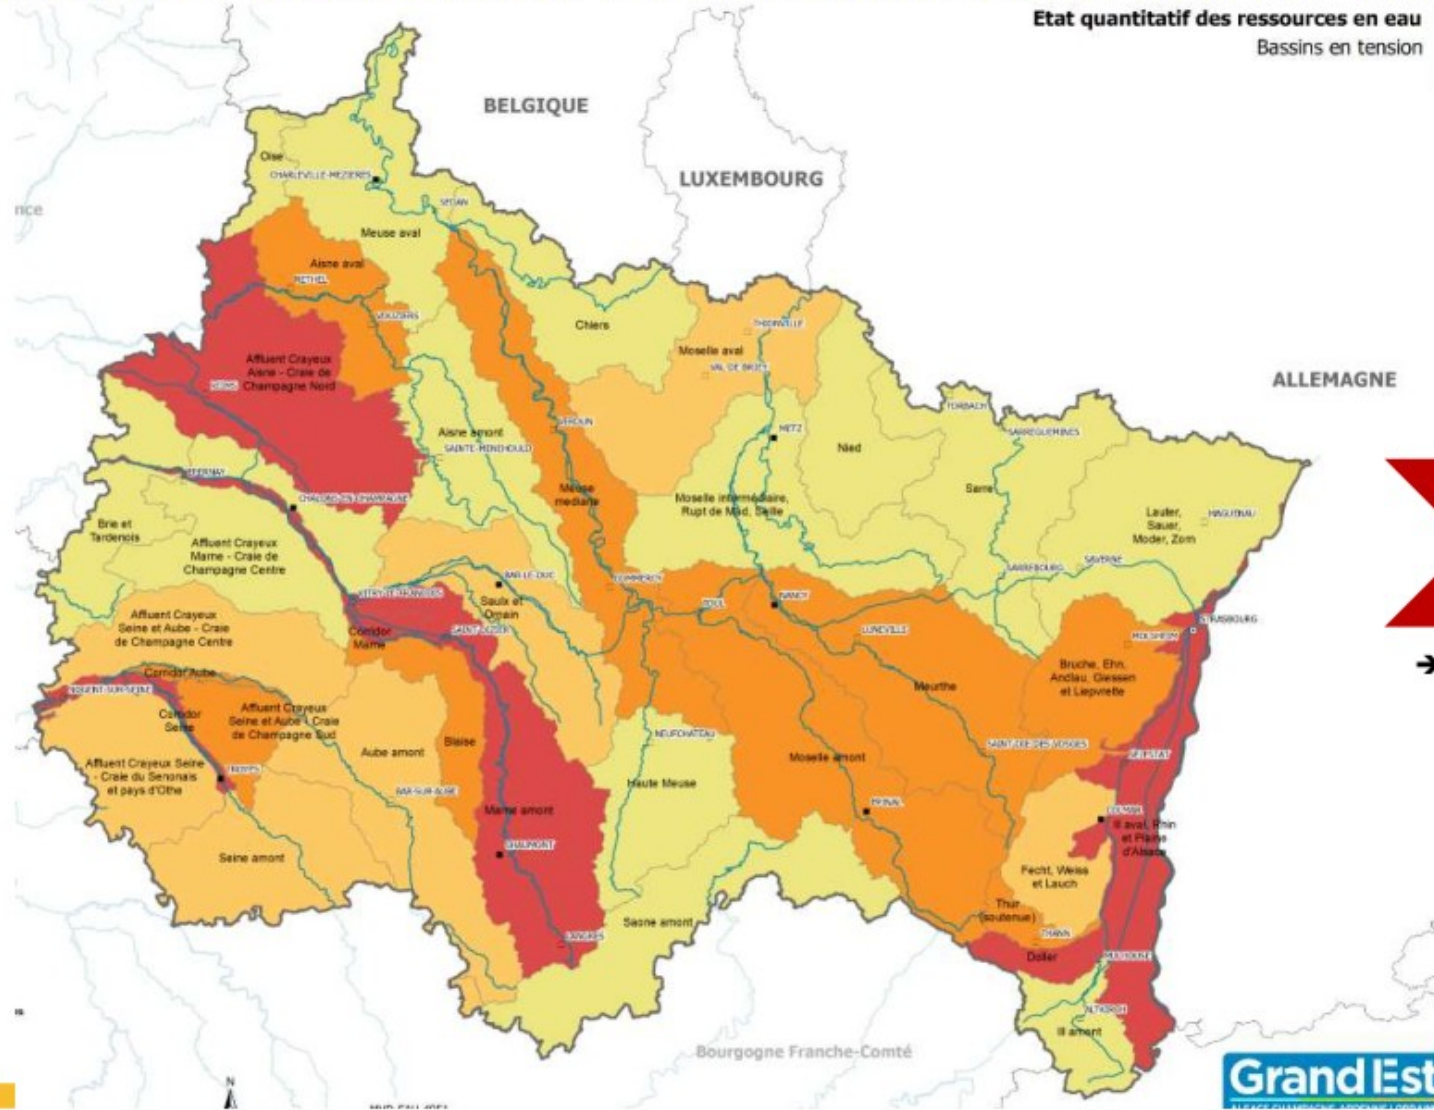 Etat quantitatif des ressources en eau
Bassins en tension
BELGIQUE
LUXEMBOURG
ALLEMAGNE
nce
Oise
CHARLEVILLE-MEZIERES
SEDAN
Meuse aval
Aisne aval
RETHEL
VOUZIERS
Chiers
THIONVILLE
Moselle aval
VAL DE BRIEY
Affluent Crayeux
Aisne - Craie de
Champagne Nord
REIMS
FORBACH
SARREGUEMINES
VERDUN
METZ
Aisne amont
SAINTE-MENEHOULD
Nied
EPERNAY
CHALONS-EN-CHAMPAGNE
Meuse
mediane
Moselle intermédiaire,
Rupt de Mad, Seille
Sarre
Lauter,
Sauer,
Moder, Zorn
HAGUENAU
Brie et
Tardenois
Affluent Crayeux
Marne - Craie de
Champagne Centre
BAR-LE-DUC
COMMERCY
SARREBOURG
SAVERNE
VITRY-LE-FRANCOIS
Saulx et
Ornain
TOUL
NANCY
STRASBOURG
Affluent Crayeux
Seine et Aube - Craie
de Champagne Centre
Corridor
Marne
SAINT-DIZIER
LUNEVILLE
MOLSHEIM
Corridor Aube
NOGENT-SUR-SEINE
Bruche, Ehn,
Andlau, Giessen
et Liepvrette
Meurthe
Corridor
Seine
Affluent Crayeux
Seine et Aube - Craie
de Champagne Sud
Blaise
Aube amont
NEUFCHATEAU
SAINT-DIE-DES-VOSGES
SELESTAT
Affluent Crayeux Seine
- Craie du Senonais
et pays d'Othe
TROYES
BAR-SUR-AUBE
Haute Meuse
Moselle amont
EPINAL
Marne amont
COLMAR
Ill aval, Rhin
et Plaine
d'Alsace
CHAUMONT
Seine amont
Fecht, Weiss
et Lauch
Thur
(soutenue)
THANN
Saone amont
LANGRES
Doller
MULHOUSE
ALTKIRCH
Ill amont
Bourgogne Franche-Comté
N
Grand Est
ALSACE CHAMPAGNE-ARDENNE LORRAINE